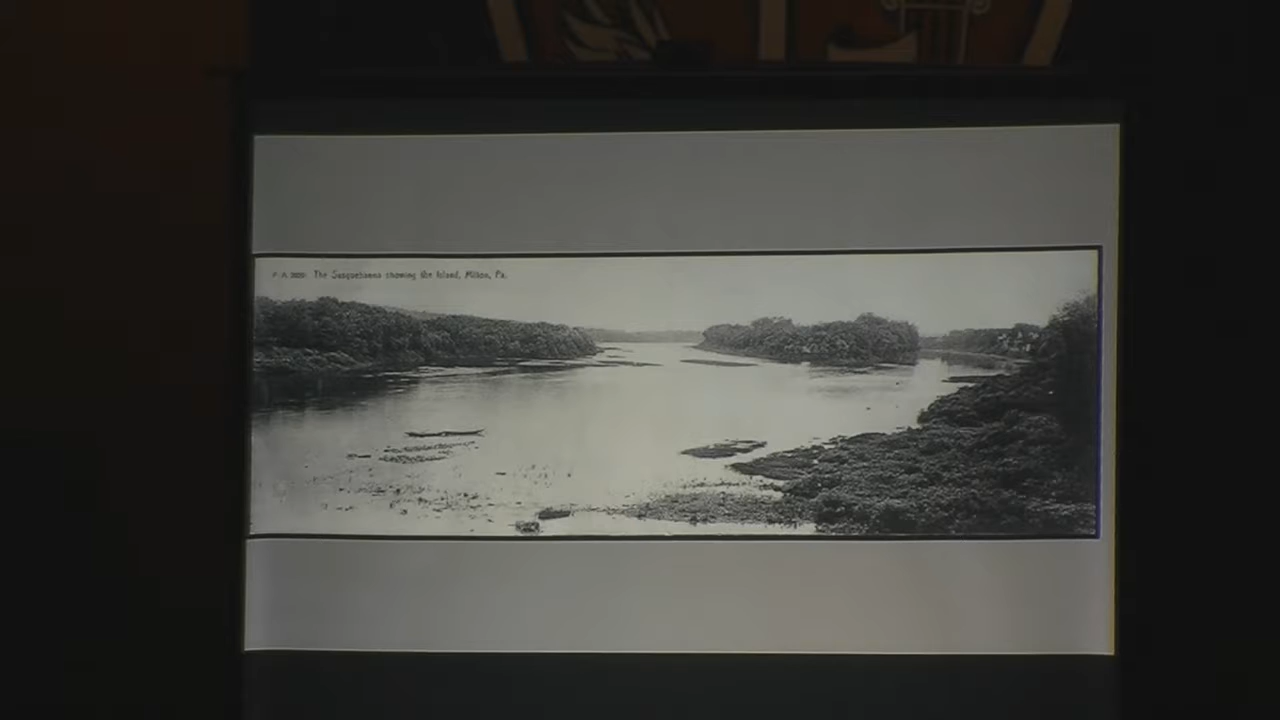 The Susquehanna showing the Island, Milton, Pa.